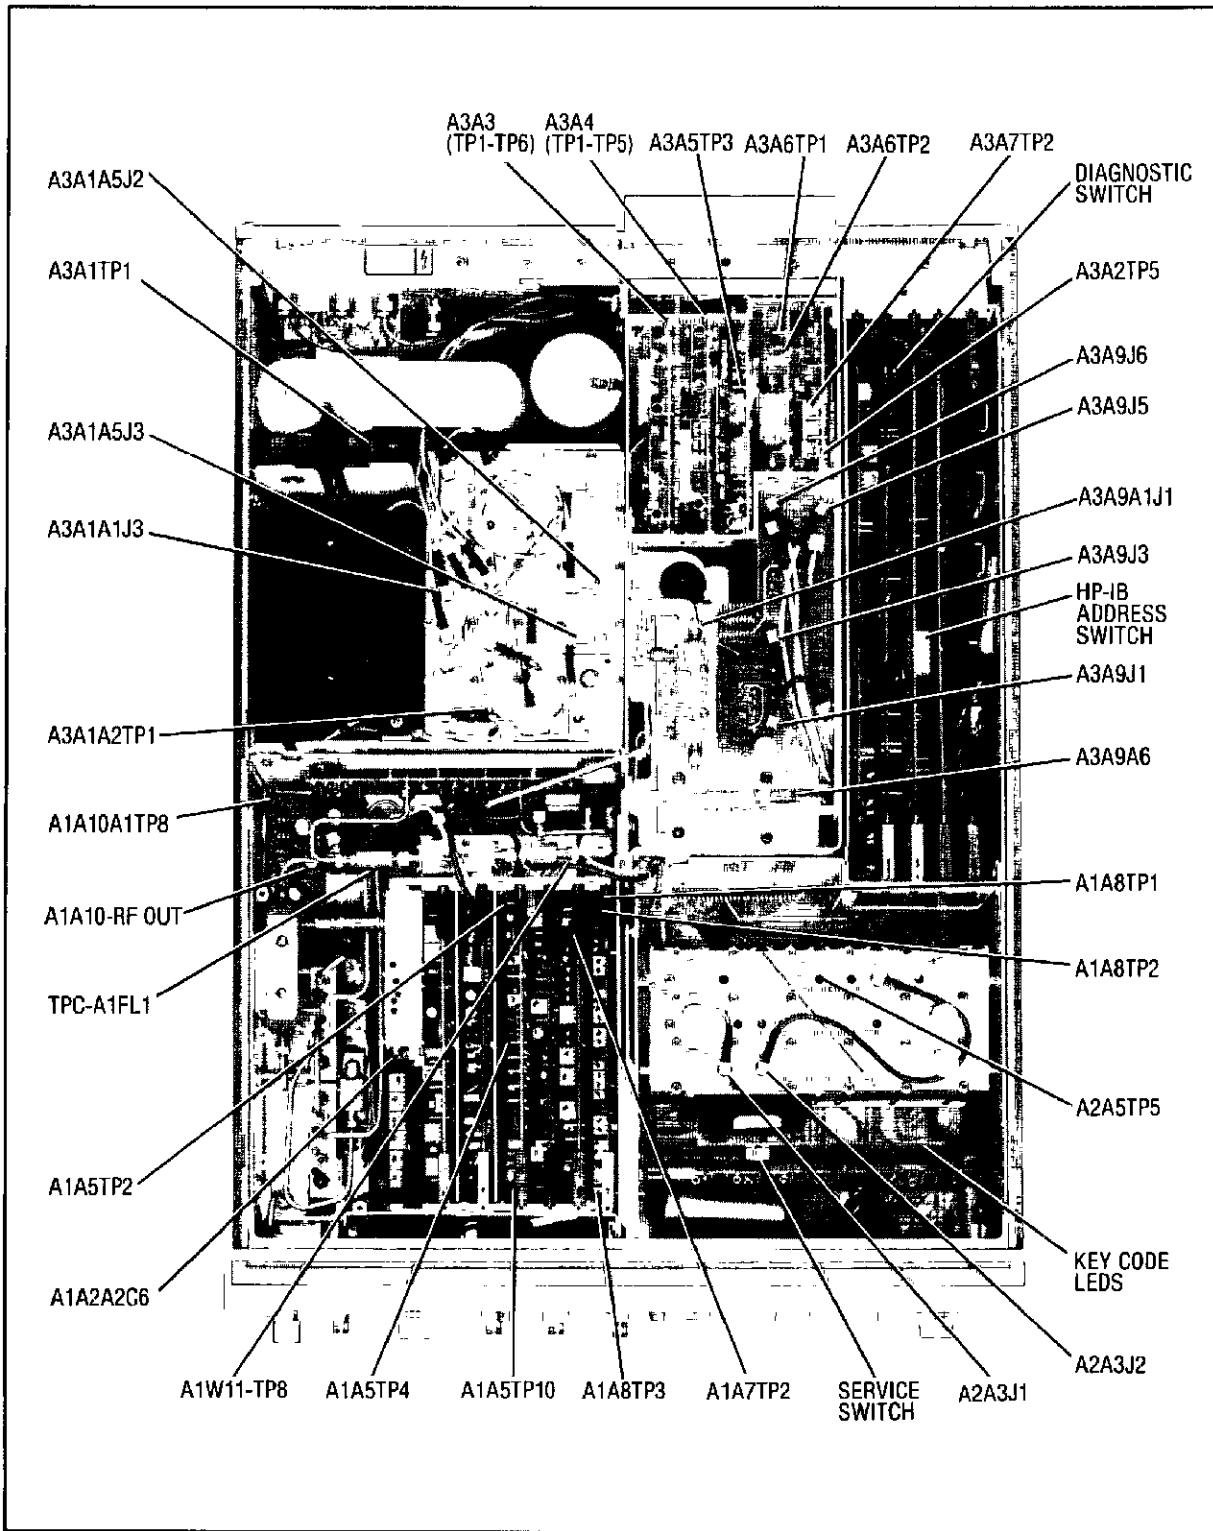 A3A3
(TP1-TP6)
A3A4
(TP1-TP5)
A3A5TP3
A3A6TP1
A3A6TP2
A3A7TP2
DIAGNOSTIC
SWITCH
A3A1A5J2
A3A1TP1
A3A1A5J3
A3A1A1J3
A3A1A2TP1
A1A10A1TP8
A1A10-RF OUT
TPC-A1FL1
A1A5TP2
A1A2A2C6
A3A2TP5
A3A9J6
A3A9J5
A3A9A1J1
A3A9J3
HP-IB
ADDRESS
SWITCH
A3A9J1
A3A9A6
A1A8TP1
A1A8TP2
A2A5TP5
KEY CODE
LEDS
A2A3J2
A1W11-TP8
A1A5TP4
A1A5TP10
A1A8TP3
A1A7TP2
SERVICE
SWITCH
A2A3J1